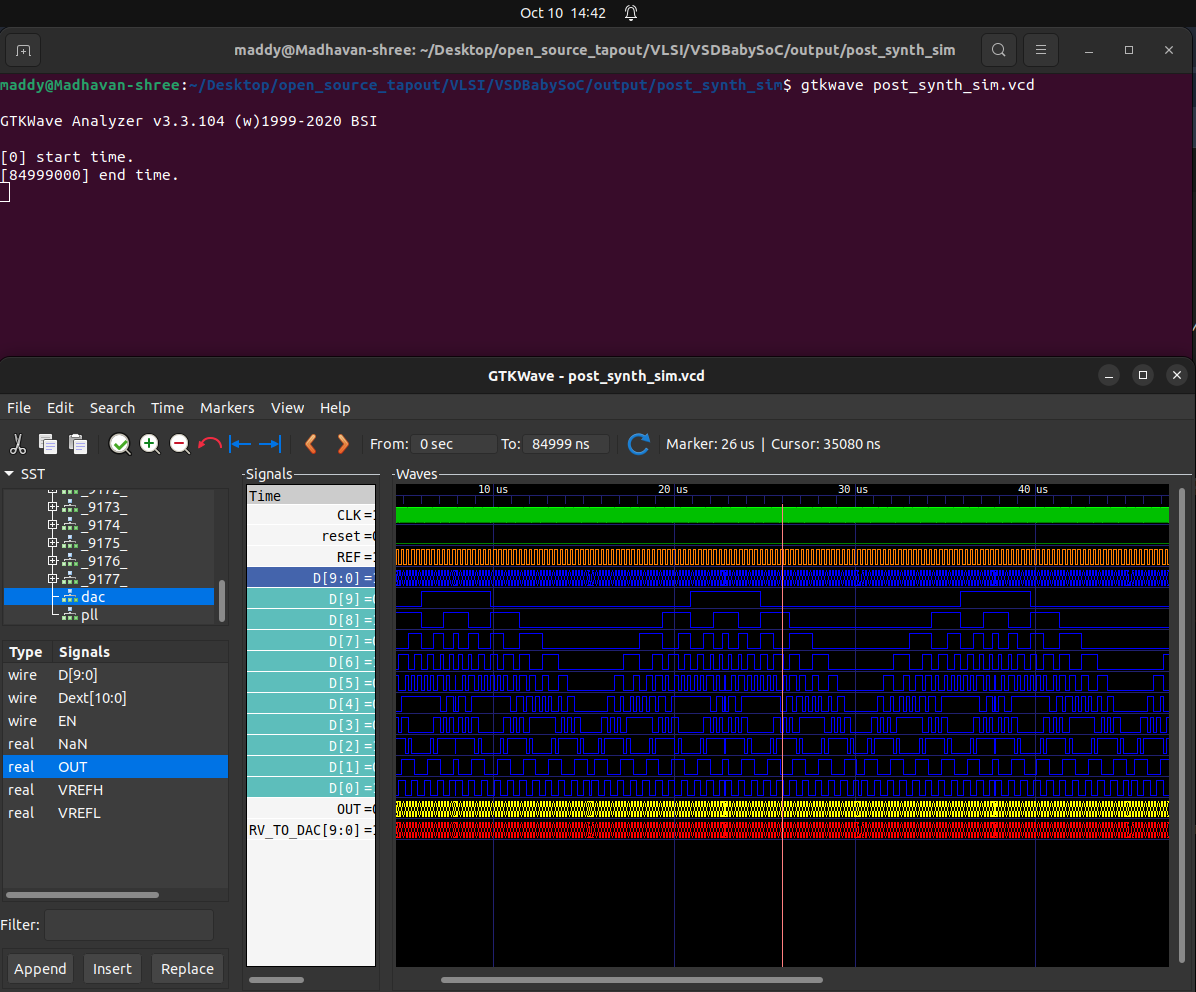 Oct 10 14:42
maddy@Madhavan-shree: ~/Desktop/open_source_tapout/VLSI/VSDBabySoC/output/post_synth_sim
maddy@Madhavan-shree:~/Desktop/open_source_tapout/VLSI/VSDBabySoC/output/post_synth_sim$ gtkwave post_synth_sim.vcd
GTKWave Analyzer v3.3.104 (w)1999-2020 BSI
[0] start time.
[84999000] end time.
GTKWave - post_synth_sim.vcd
File Edit Search Time Markers View Help
From: 0 sec To: 84999 ns Marker: 26 us | Cursor: 35080 ns
SST
_9172_
_9173_
_9174_
_9175_
_9176_
_9177_
dac
pll
Type Signals
wire D[9:0]
wire Dext[10:0]
wire EN
real NaN
real OUT
real VREFH
real VREFL
Filter:
Append Insert Replace
Signals
Time
CLK =
reset =
REF =
D[9:0] =
D[9] =
D[8] =
D[7] =
D[6] =
D[5] =
D[4] =
D[3] =
D[2] =
D[1] =
D[0] =
OUT =
RV_TO_DAC[9:0] =
Waves
10 us 20 us 30 us 40 us